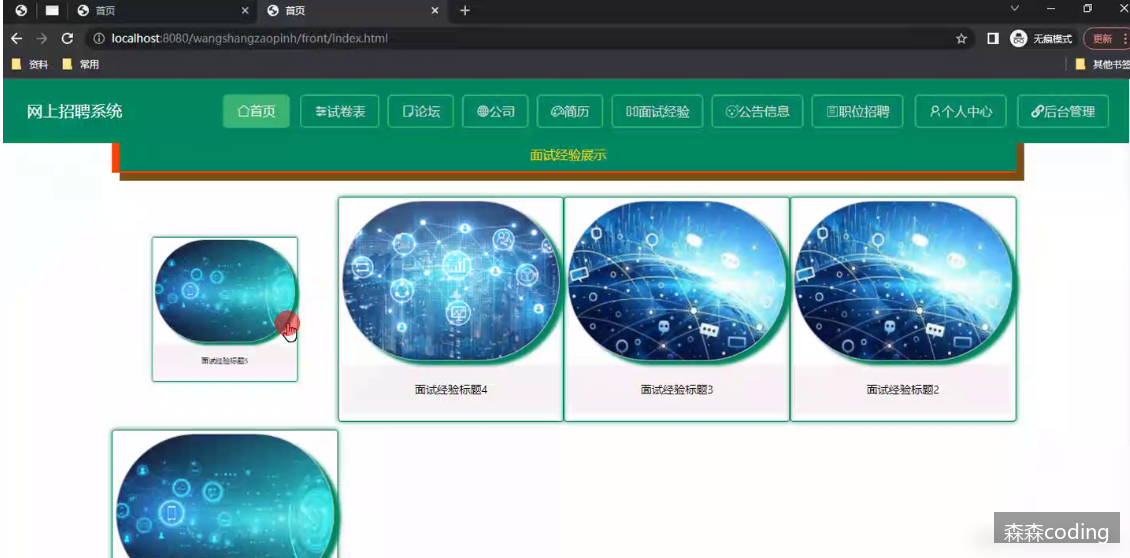 首页
首页
localhost:8080/wangshangzaopinh/front/index.html
无痕模式
更新
资料
常用
其他书签
网上招聘系统
首页
试卷表
论坛
公司
简历
面试经验
公告信息
职位招聘
个人中心
后台管理
面试经验展示
面试经验标题5
面试经验标题4
面试经验标题3
面试经验标题2
森森coding